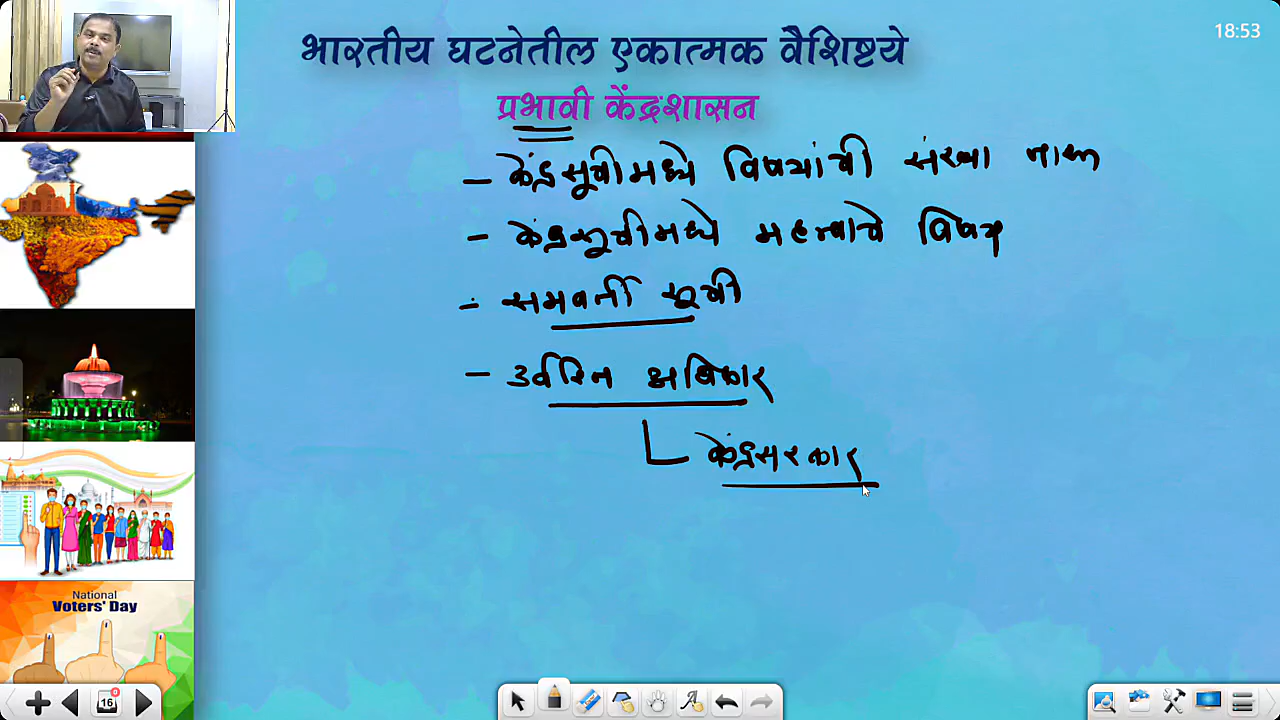 18:53
भारतीय घटनेतील एकात्मक वैशिष्टये
प्रभावी केंद्रशासन
- केंद्रसूचीमध्ये विषयांची संख्या जास्त
- केंद्रसूचीमध्ये महत्वाचे विषय
- समवर्ती सूची
- उर्वरित अधिकार
केंद्रसरकार
National
Voters' Day
16